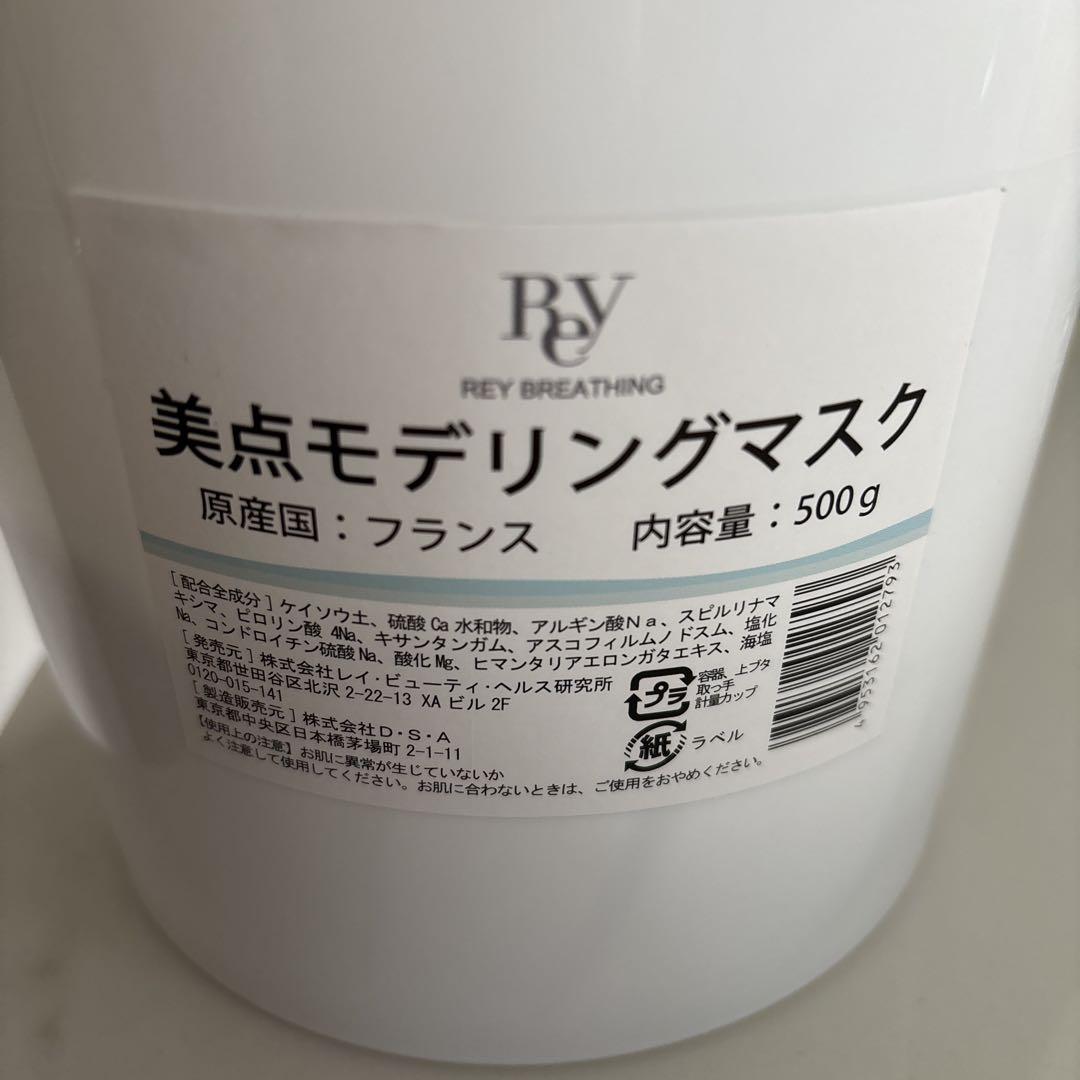 Rey
REY BREATHING
美点モデリングマスク
原産国：フランス 内容量：500g
[配合全成分] ケイソウ土、硫酸Ca水和物、アルギン酸Na、スピルリナマ
キシマ、ピロリン酸4Na、キサンタンガム、アスコフィルムノドスム、塩化
Na、コンドロイチン硫酸Na、酸化Mg、ヒマンタリアエロンガタエキス、海塩
[発売元] 株式会社レイ・ビューティ・ヘルス研究所
東京都世田谷区北沢2-22-13 XAビル2F
0120-015-141
[製造販売元] 株式会社D・S・A
東京都中央区日本橋茅場町2-1-11
【使用上の注意】お肌に異常が生じていないか
よく注意して使用してください。お肌に合わないときは、ご使用をおやめください。
プラ
容器、上ブタ
取っ手
計量カップ
紙
ラベル
4953162012793